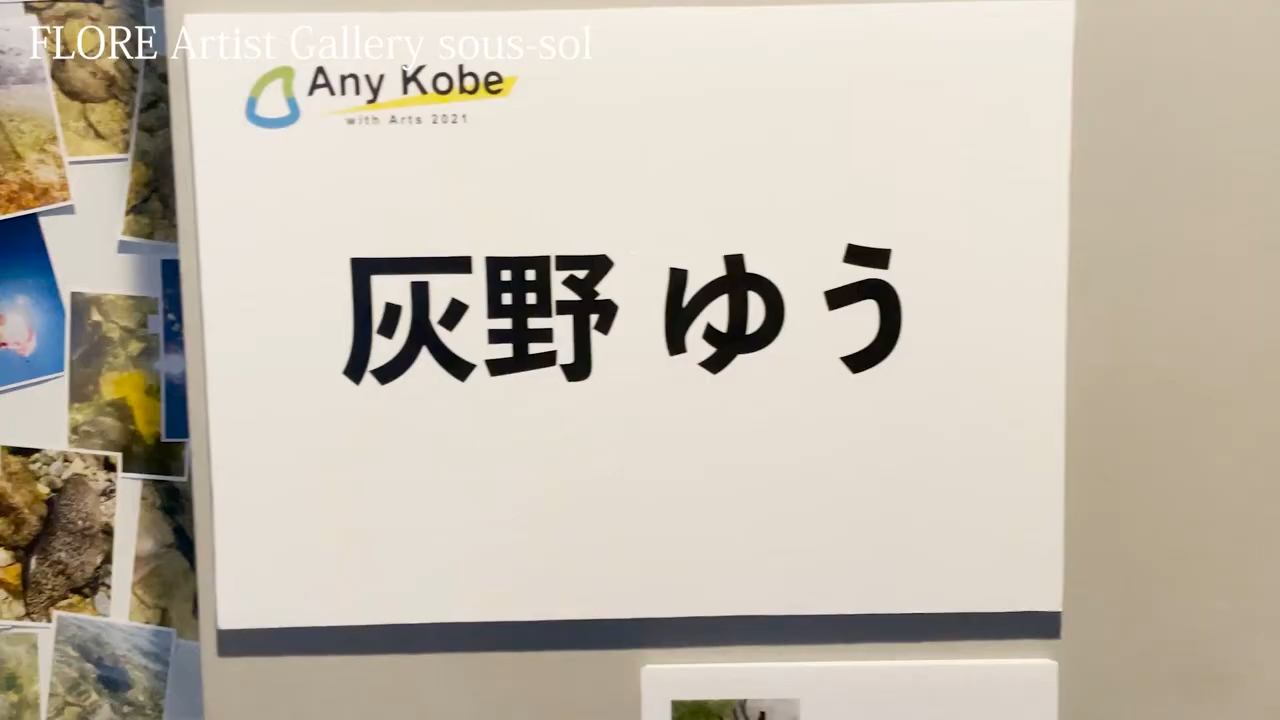 FLORE Artist Gallery sous-sol
Any Kobe
with Arts 2021
灰野 ゆう